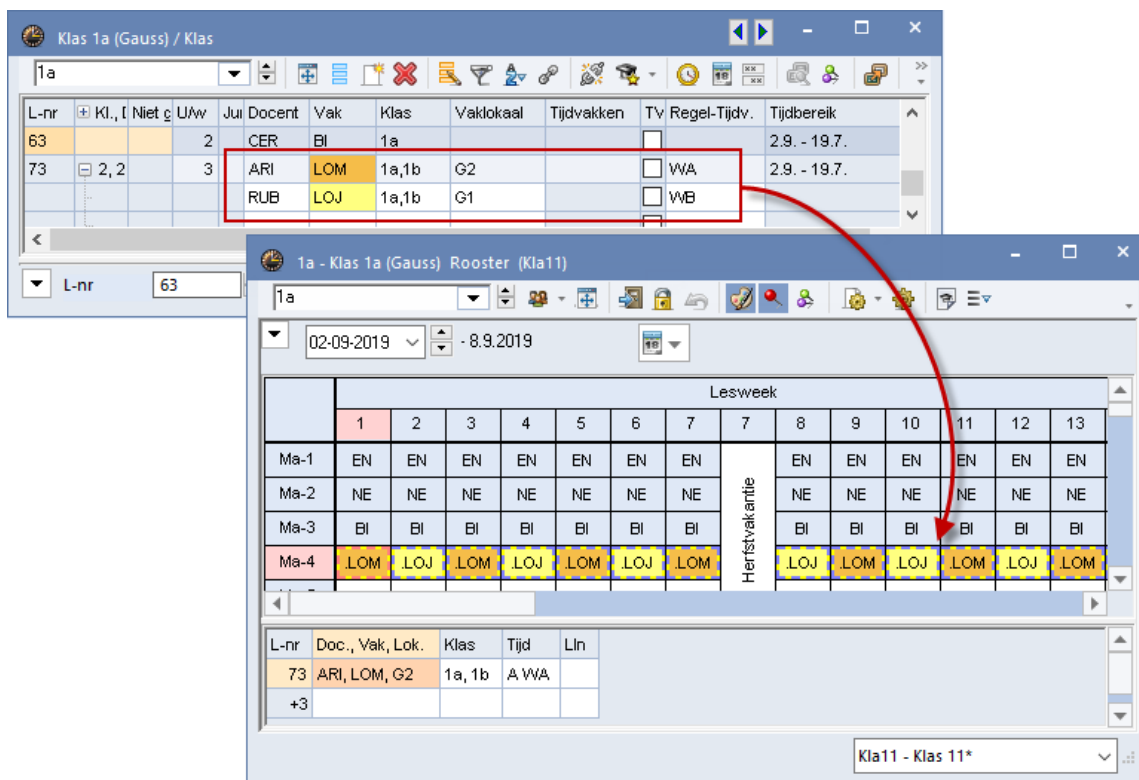 Klas 1a (Gauss) / Klas
1a
L-nr Kl., [ Niet g U/w Jui Docent Vak Klas Vaklokaal Tijdvakken TV Regel-Tijdv. Tijdbereik
63 2 CER BI 1a 2.9. - 19.7.
73 2, 2 3 ARI LOM 1a,1b G2 WA 2.9. - 19.7.
RUB LOJ 1a,1b G1 WB
L-nr 63
1a - Klas 1a (Gauss) Rooster (Kla11)
1a
02-09-2019 - 8.9.2019
Lesweek
1 2 3 4 5 6 7 7 8 9 10 11 12 13
Ma-1 EN EN EN EN EN EN EN EN EN EN EN EN EN
Ma-2 NE NE NE NE NE NE NE NE NE NE NE NE NE
Ma-3 BI BI BI BI BI BI BI BI BI BI BI BI BI
Ma-4 .LOM .LOJ .LOM .LOJ .LOM .LOJ .LOM .LOJ .LOM .LOJ .LOM .LOJ .LOM
Herfstvakantie
L-nr Doc., Vak, Lok. Klas Tijd Lln
73 ARI, LOM, G2 1a, 1b A WA
+3
Kla11 - Klas 11*